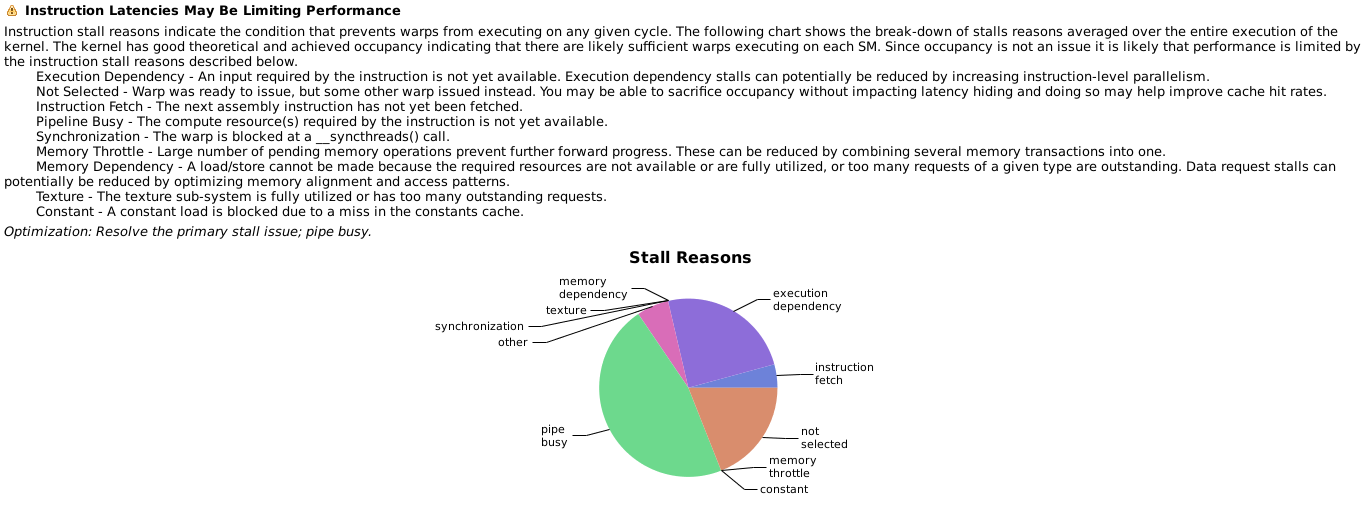 Instruction Latencies May Be Limiting Performance
Instruction stall reasons indicate the condition that prevents warps from executing on any given cycle. The following chart shows the break-down of stalls reasons averaged over the entire execution of the
kernel. The kernel has good theoretical and achieved occupancy indicating that there are likely sufficient warps executing on each SM. Since occupancy is not an issue it is likely that performance is limited by
the instruction stall reasons described below.
Execution Dependency - An input required by the instruction is not yet available. Execution dependency stalls can potentially be reduced by increasing instruction-level parallelism.
Not Selected - Warp was ready to issue, but some other warp issued instead. You may be able to sacrifice occupancy without impacting latency hiding and doing so may help improve cache hit rates.
Instruction Fetch - The next assembly instruction has not yet been fetched.
Pipeline Busy - The compute resource(s) required by the instruction is not yet available.
Synchronization - The warp is blocked at a __syncthreads() call.
Memory Throttle - Large number of pending memory operations prevent further forward progress. These can be reduced by combining several memory transactions into one.
Memory Dependency - A load/store cannot be made because the required resources are not available or are fully utilized, or too many requests of a given type are outstanding. Data request stalls can
potentially be reduced by optimizing memory alignment and access patterns.
Texture - The texture sub-system is fully utilized or has too many outstanding requests.
Constant - A constant load is blocked due to a miss in the constants cache.
Optimization: Resolve the primary stall issue; pipe busy.
Stall Reasons
memory
dependency
texture
synchronization
other
execution
dependency
instruction
fetch
pipe
busy
not
selected
memory
throttle
constant